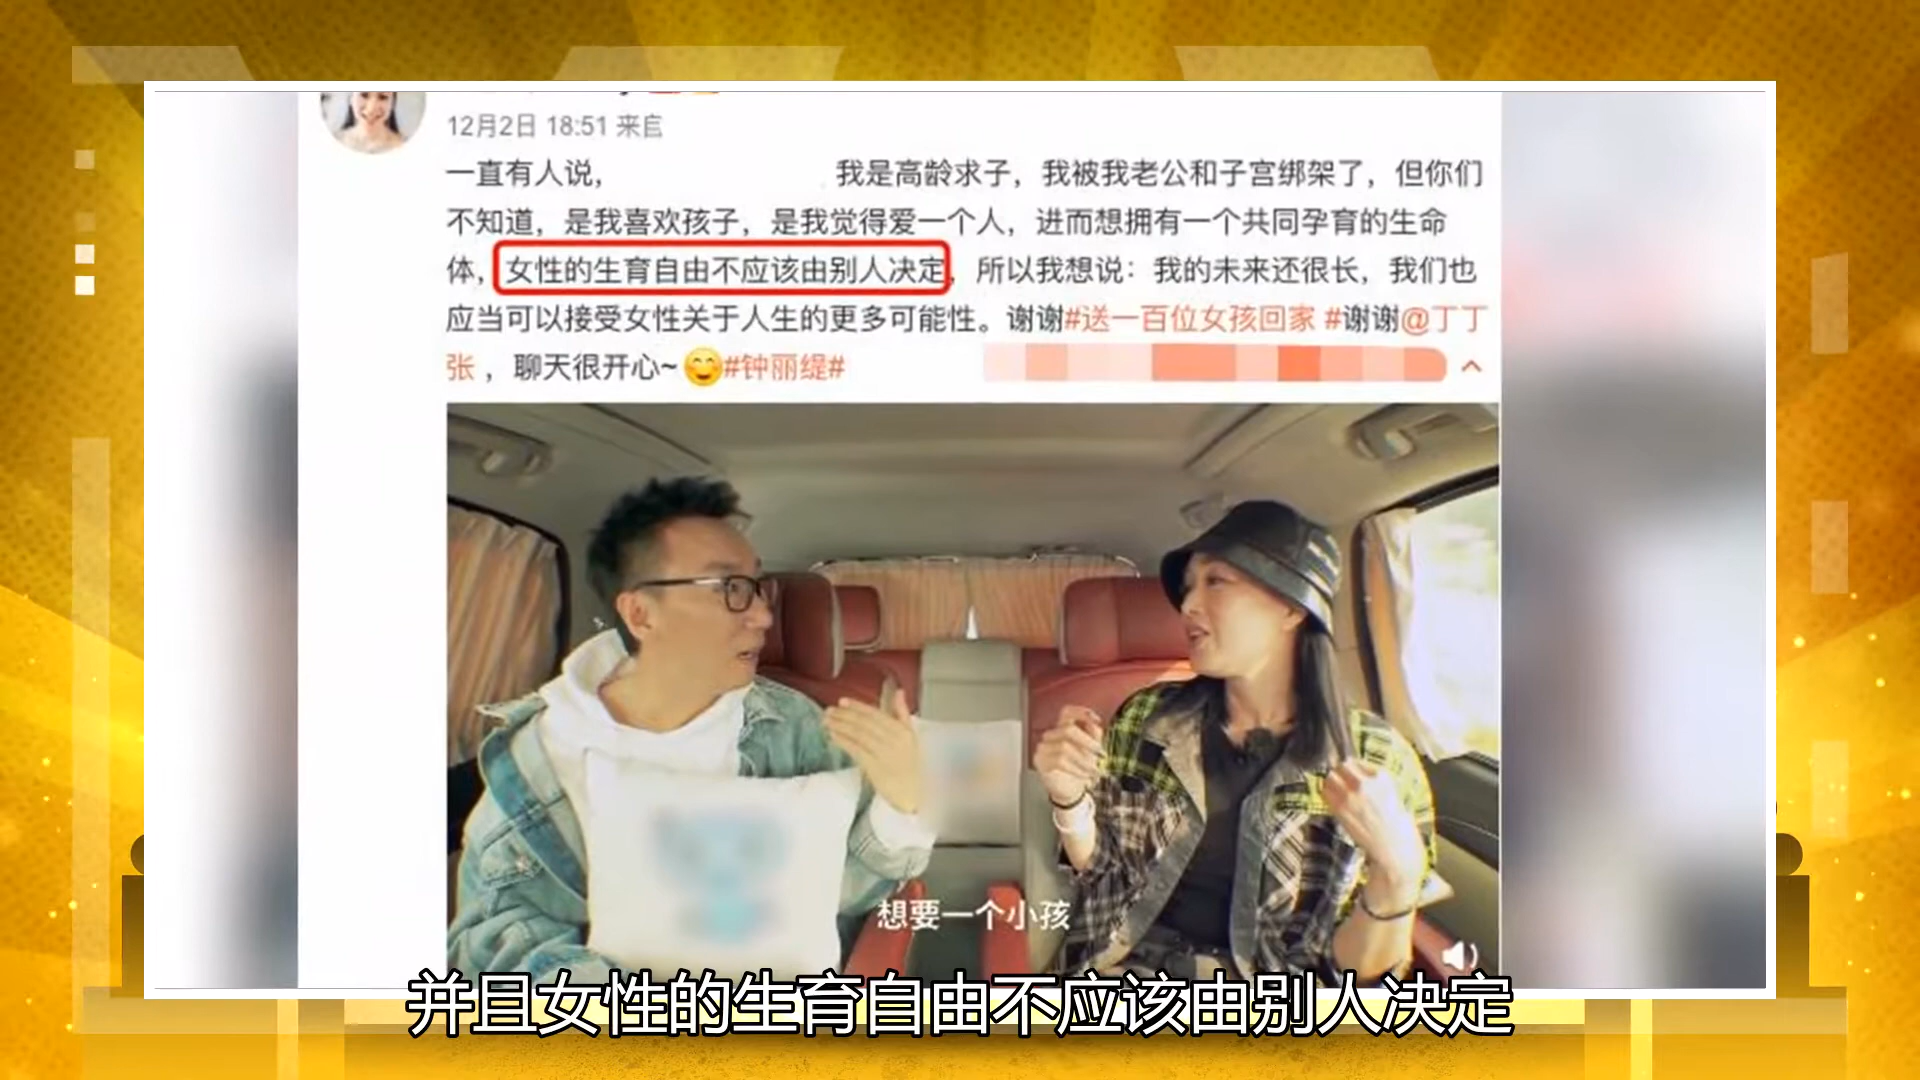 12月2日 18:51 来自
一直有人说， 我是高龄求子，我被我老公和子宫绑架了，但你们
不知道，是我喜欢孩子，是我觉得爱一个人，进而想拥有一个共同孕育的生命
体，女性的生育自由不应该由别人决定，所以我想说：我的未来还很长，我们也
应当可以接受女性关于人生的更多可能性。谢谢#送一百位女孩回家 #谢谢@丁丁
张 ，聊天很开心~😊#钟丽缇#
想要一个小孩
并且女性的生育自由不应该由别人决定